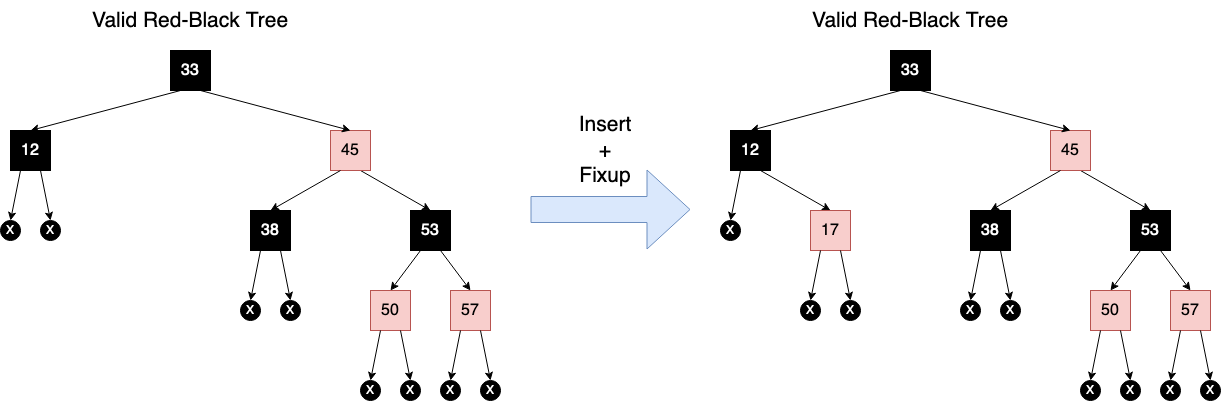 Valid Red-Black Tree
33
12
45
X
X
38
53
X
X
50
57
X
X
X
X
Insert
+
Fixup
Valid Red-Black Tree
33
12
45
X
17
38
53
X
X
X
X
50
57
X
X
X
X